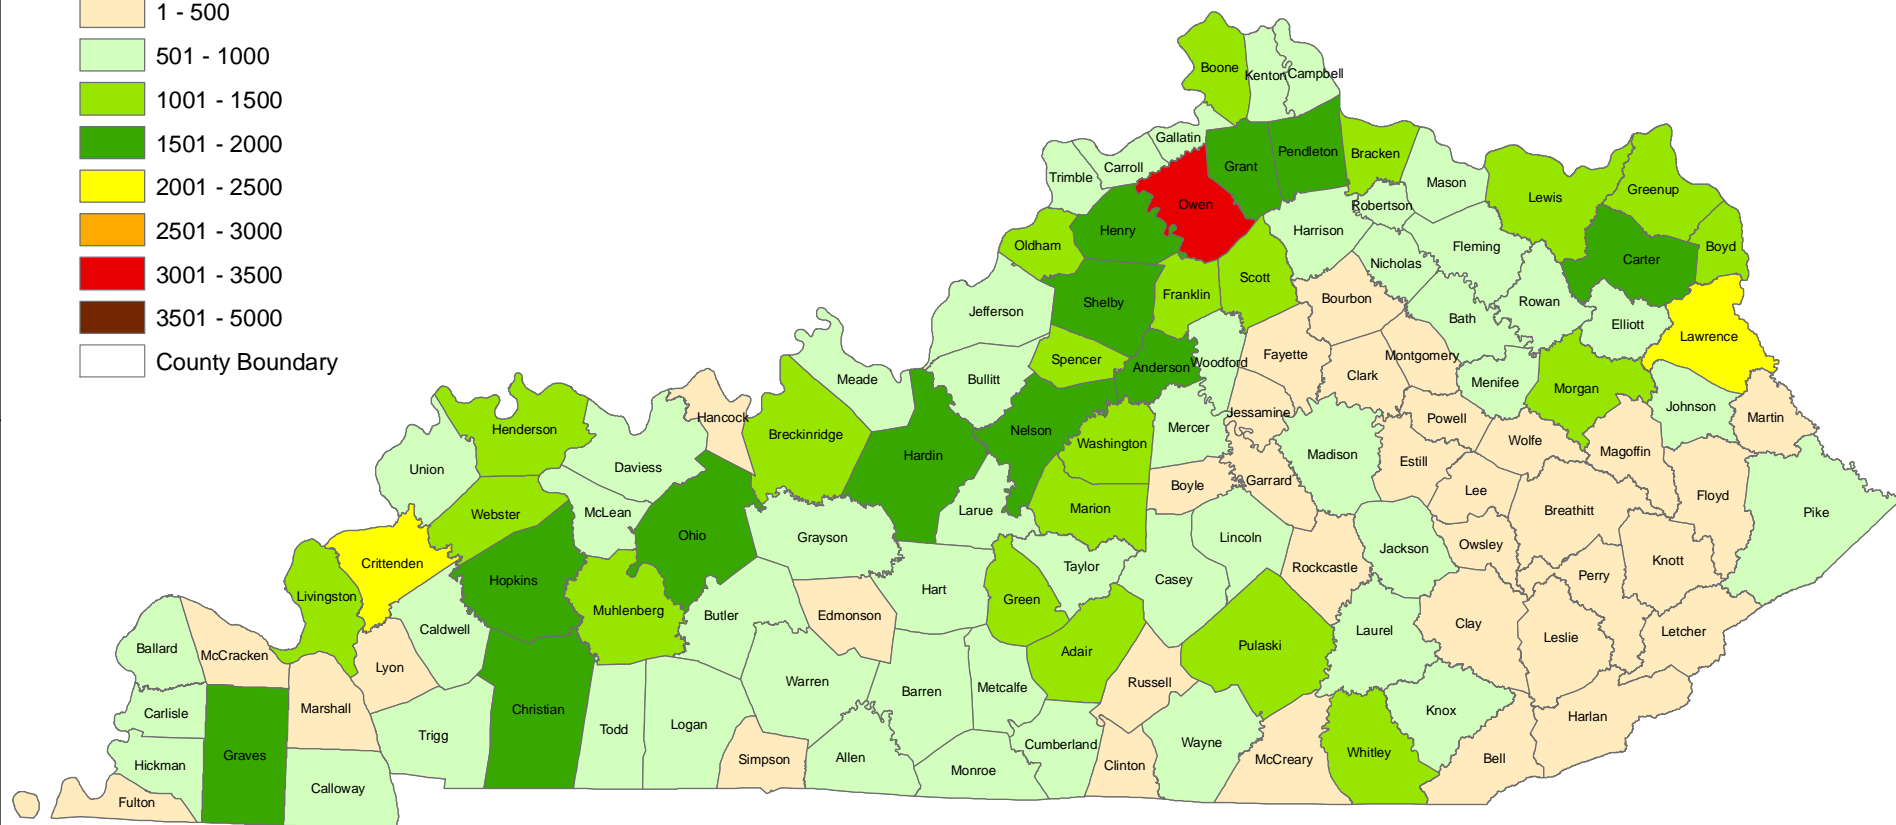 1 - 500
501 - 1000
1001 - 1500
1501 - 2000
2001 - 2500
2501 - 3000
3001 - 3500
3501 - 5000
County Boundary
Boone
Kenton
Campbell
Gallatin
Grant
Pendleton
Bracken
Carroll
Trimble
Mason
Lewis
Greenup
Owen
Robertson
Henry
Harrison
Fleming
Oldham
Boyd
Carter
Nicholas
Scott
Franklin
Bourbon
Shelby
Rowan
Jefferson
Bath
Elliott
Lawrence
Spencer
Anderson
Woodford
Fayette
Montgomery
Clark
Menifee
Morgan
Bullitt
Meade
Johnson
Martin
Hancock
Jessamine
Powell
Mercer
Henderson
Breckinridge
Nelson
Washington
Wolfe
Magoffin
Hardin
Madison
Estill
Union
Daviess
Boyle
Garrard
Lee
Floyd
Webster
McLean
Larue
Marion
Breathitt
Pike
Ohio
Grayson
Lincoln
Jackson
Owsley
Crittenden
Knott
Taylor
Rockcastle
Perry
Hopkins
Casey
Hart
Green
Livingston
Muhlenberg
Butler
Edmonson
Clay
Caldwell
Laurel
Leslie
Letcher
Ballard
McCracken
Lyon
Adair
Pulaski
Warren
Russell
Barren
Metcalfe
Carlisle
Marshall
Christian
Todd
Logan
Knox
Harlan
Trigg
Cumberland
Wayne
Graves
Hickman
Simpson
Allen
Monroe
Clinton
McCreary
Whitley
Bell
Calloway
Fulton